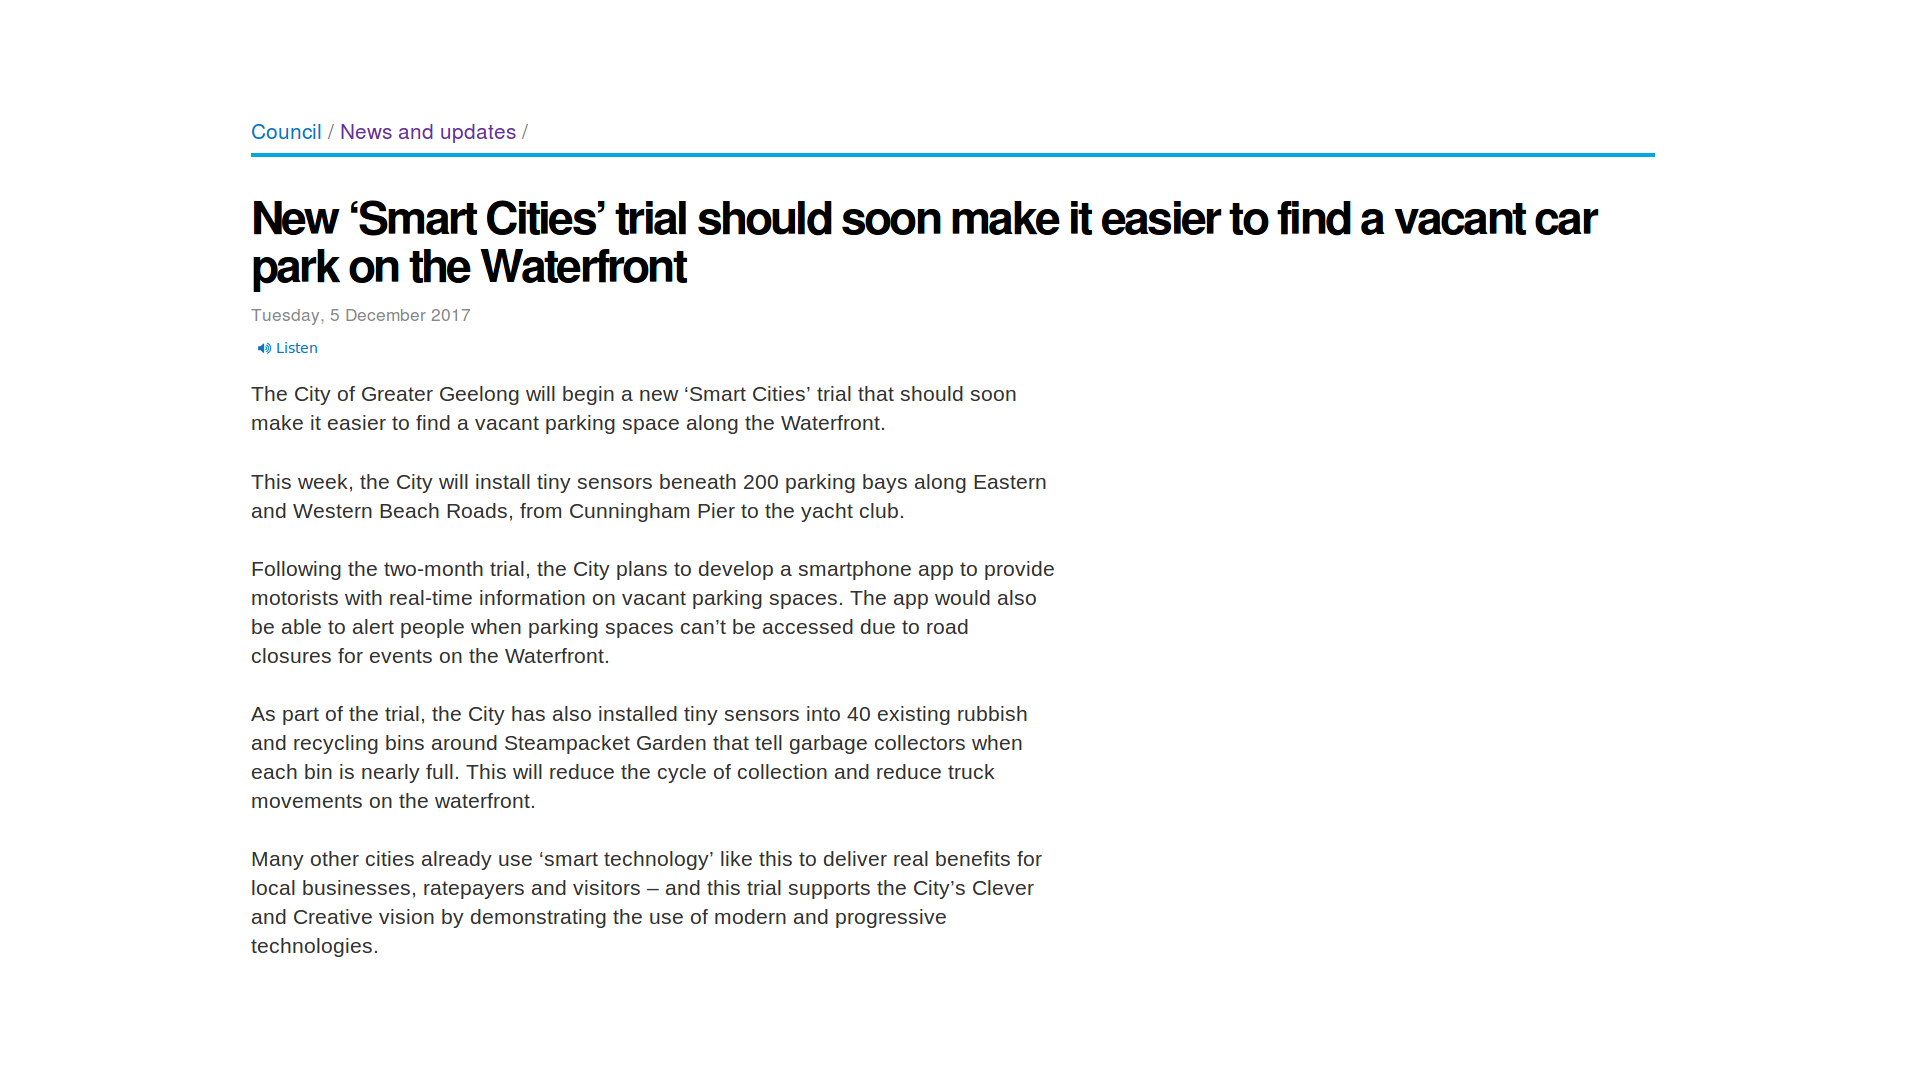 Council / News and updates /
New ‘Smart Cities’ trial should soon make it easier to find a vacant car
park on the Waterfront
Tuesday, 5 December 2017
Listen
The City of Greater Geelong will begin a new ‘Smart Cities’ trial that should soon
make it easier to find a vacant parking space along the Waterfront.
This week, the City will install tiny sensors beneath 200 parking bays along Eastern
and Western Beach Roads, from Cunningham Pier to the yacht club.
Following the two-month trial, the City plans to develop a smartphone app to provide
motorists with real-time information on vacant parking spaces. The app would also
be able to alert people when parking spaces can’t be accessed due to road
closures for events on the Waterfront.
As part of the trial, the City has also installed tiny sensors into 40 existing rubbish
and recycling bins around Steampacket Garden that tell garbage collectors when
each bin is nearly full. This will reduce the cycle of collection and reduce truck
movements on the waterfront.
Many other cities already use ‘smart technology’ like this to deliver real benefits for
local businesses, ratepayers and visitors – and this trial supports the City’s Clever
and Creative vision by demonstrating the use of modern and progressive
technologies.